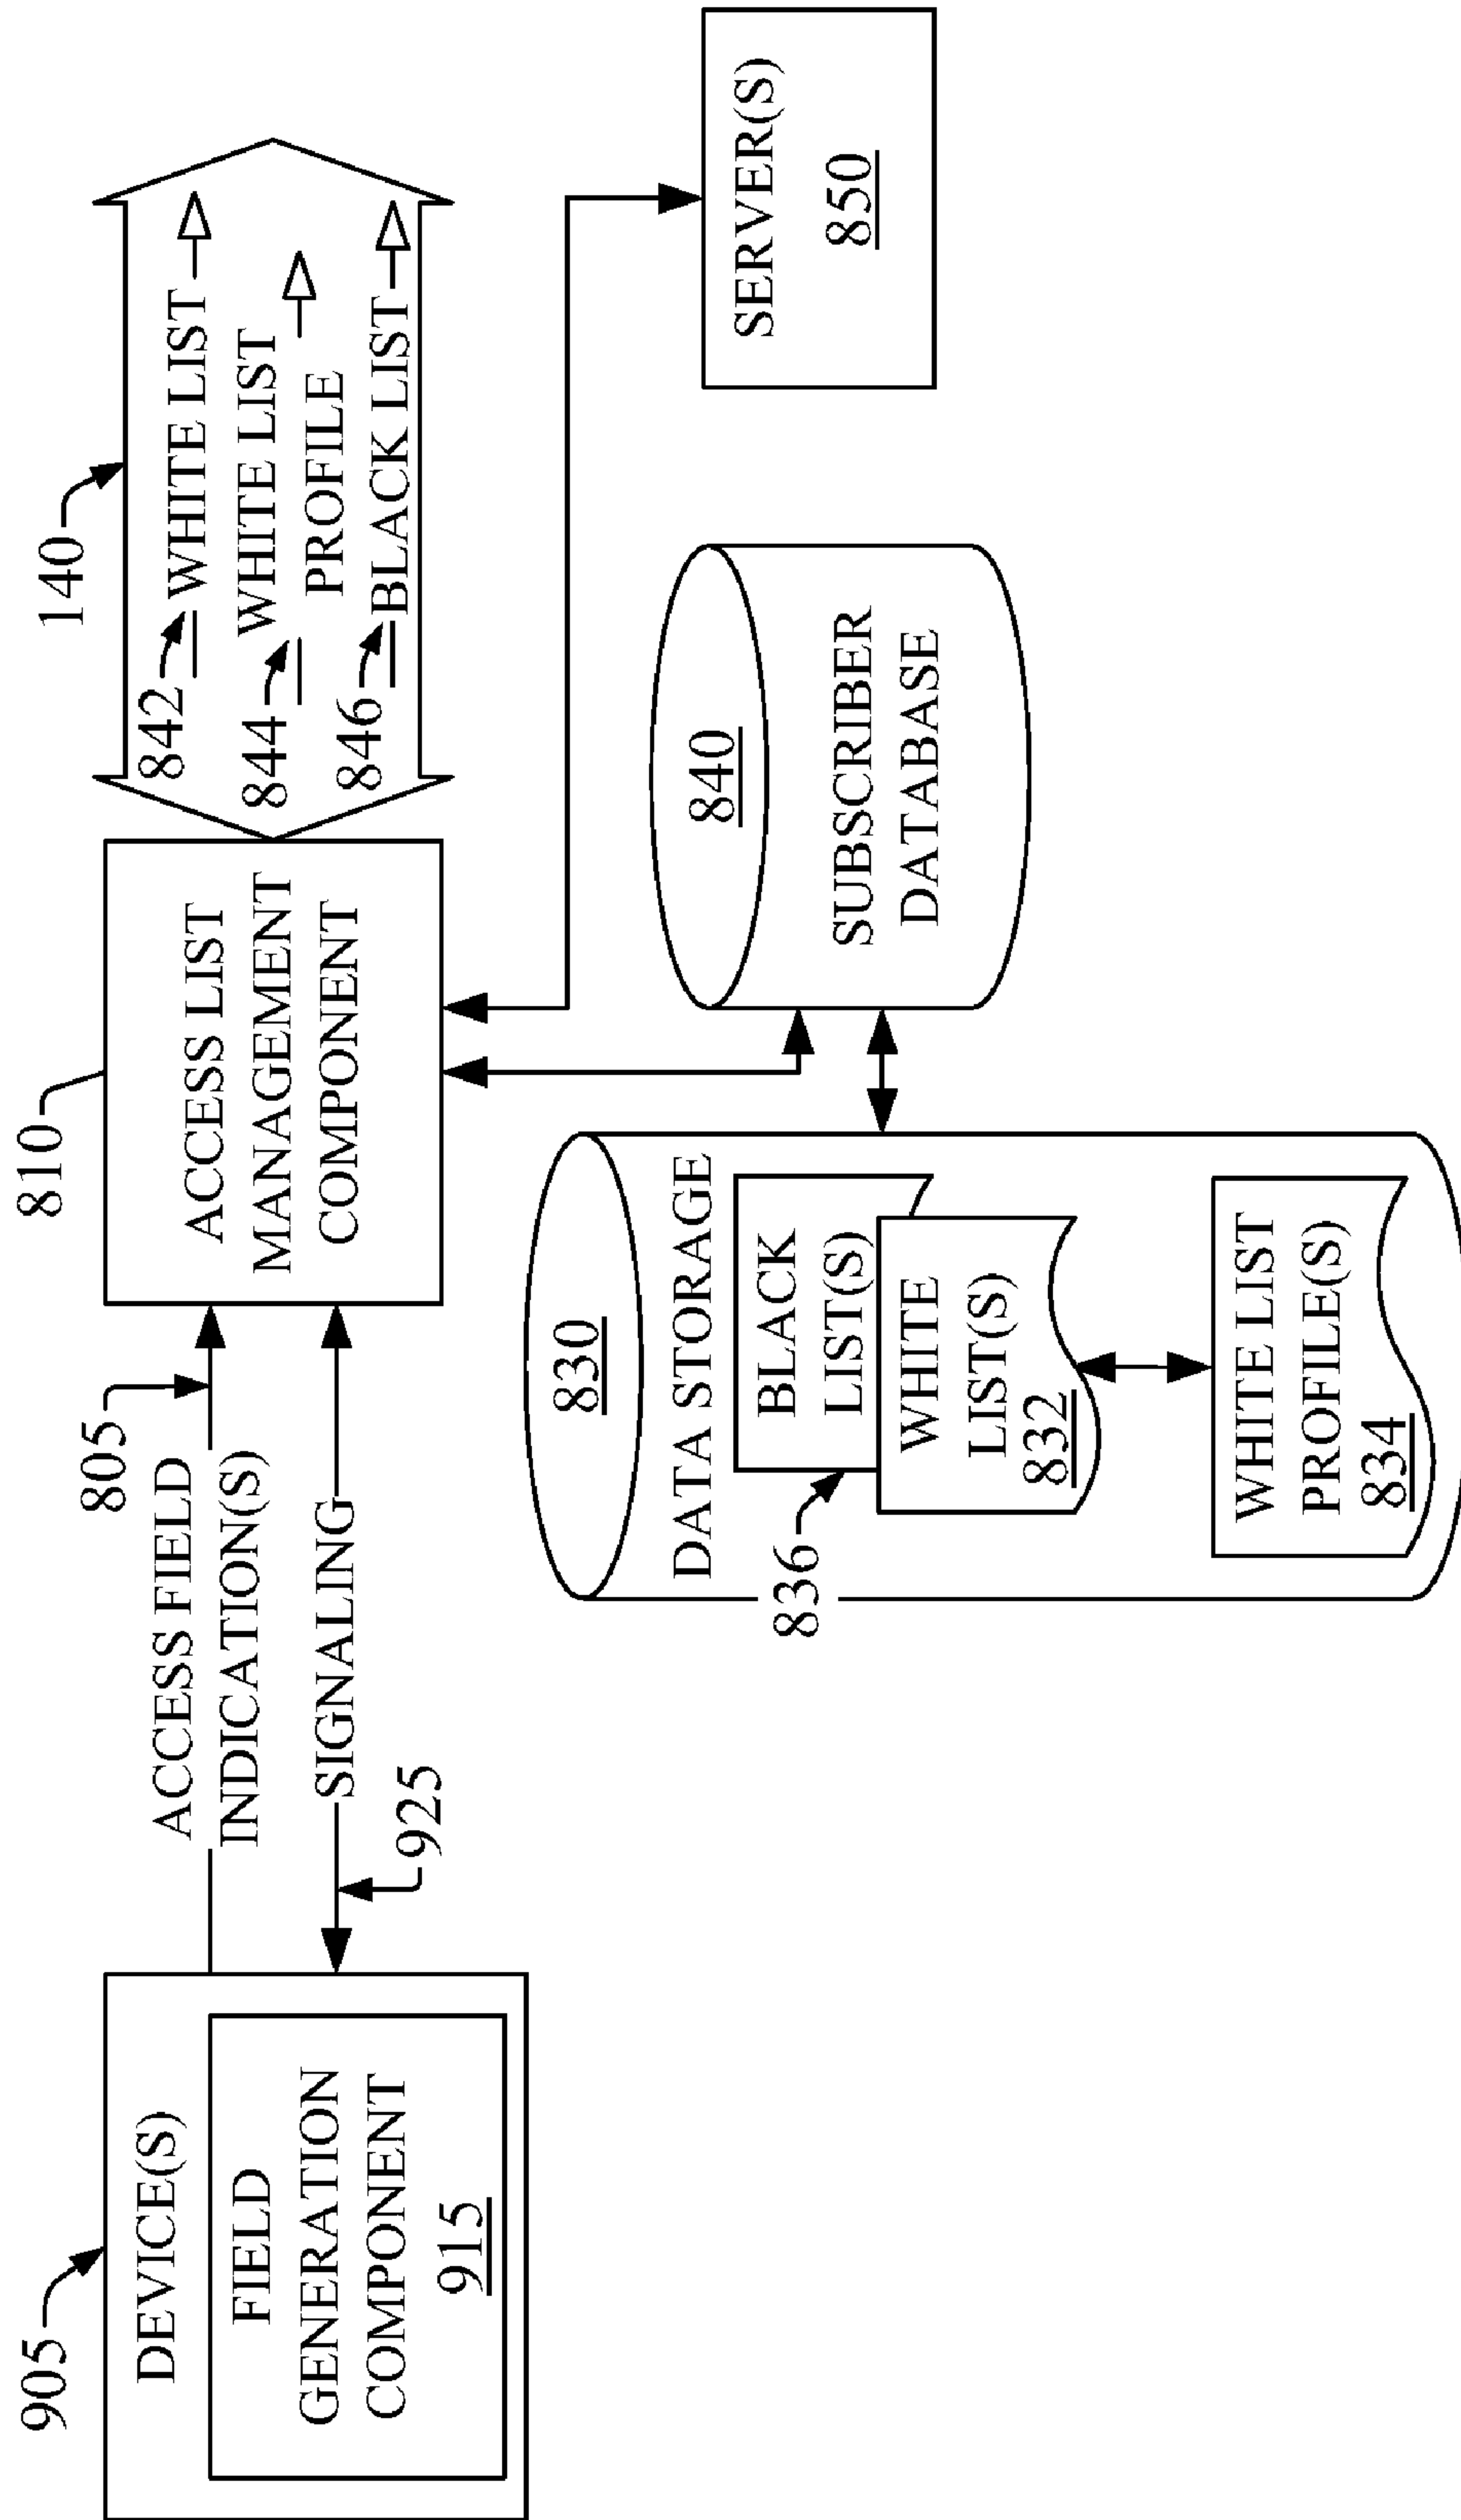 905
DEVICE(S)
FIELD
GENERATION
COMPONENT
915
ACCESS FIELD
INDICATION(S)
805
SIGNALING
925
810
ACCESS LIST
MANAGEMENT
COMPONENT
140
842
WHITE LIST
844
WHITE LIST
PROFILE
846
BLACK LIST
830
DATA STORAGE
836
BLACK
LIST(S)
WHITE
LIST(S)
832
WHITE LIST
PROFILE(S)
834
840
SUBSCRIBER
DATABASE
SERVER(S)
850